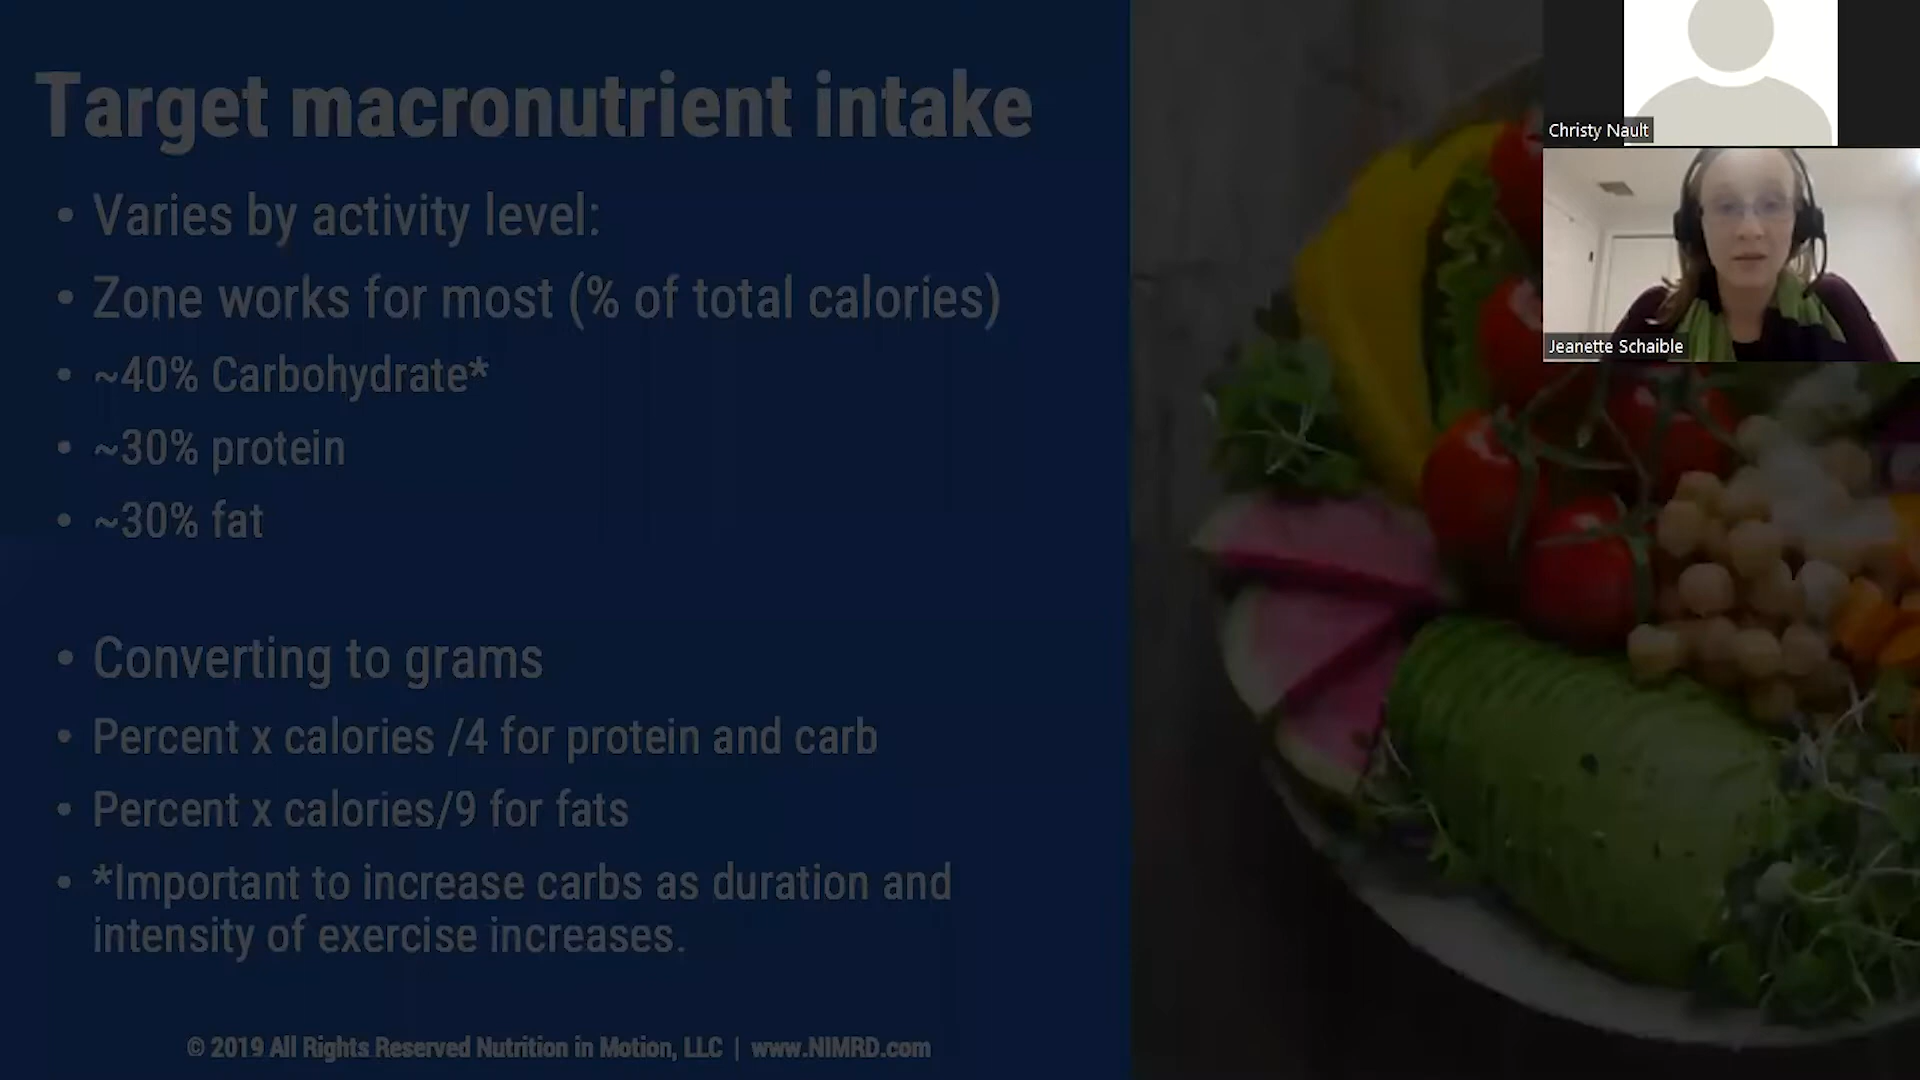 Target macronutrient intake
• Varies by activity level:
• Zone works for most (% of total calories)
• ~40% Carbohydrate*
• ~30% protein
• ~30% fat
• Converting to grams
• Percent x calories /4 for protein and carb
• Percent x calories/9 for fats
• *Important to increase carbs as duration and
intensity of exercise increases.
© 2019 All Rights Reserved Nutrition in Motion, LLC | www.NIMRD.com
Christy Nault
Jeanette Schaible